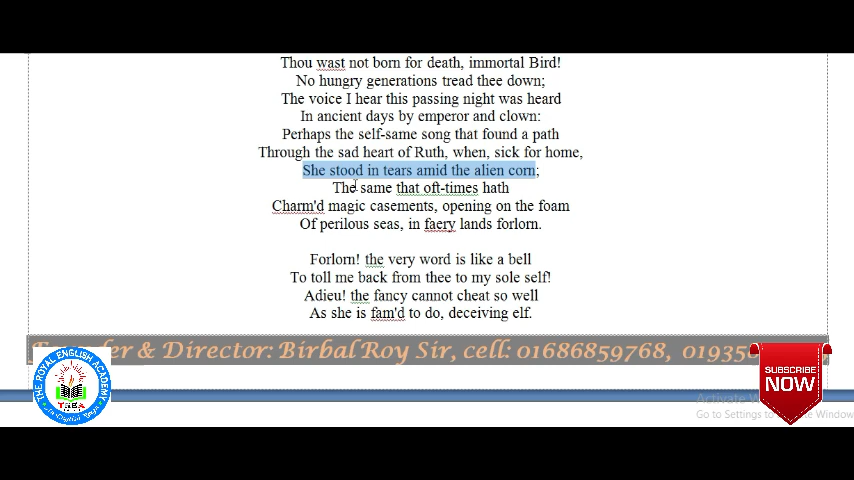 Thou wast not born for death, immortal Bird!
No hungry generations tread thee down;
The voice I hear this passing night was heard
In ancient days by emperor and clown:
Perhaps the self-same song that found a path
Through the sad heart of Ruth, when, sick for home,
She stood in tears amid the alien corn;
The same that oft-times hath
Charm'd magic casements, opening on the foam
Of perilous seas, in faery lands forlorn.
Forlorn! the very word is like a bell
To toll me back from thee to my sole self!
Adieu! the fancy cannot cheat so well
As she is fam'd to do, deceiving elf.
& Director: Birbal Roy Sir, cell: 01686859768,
THE ROYAL ENGLISH ACADEMY
SUBSCRIBE
NOW
Activate
Go to Settings to Window